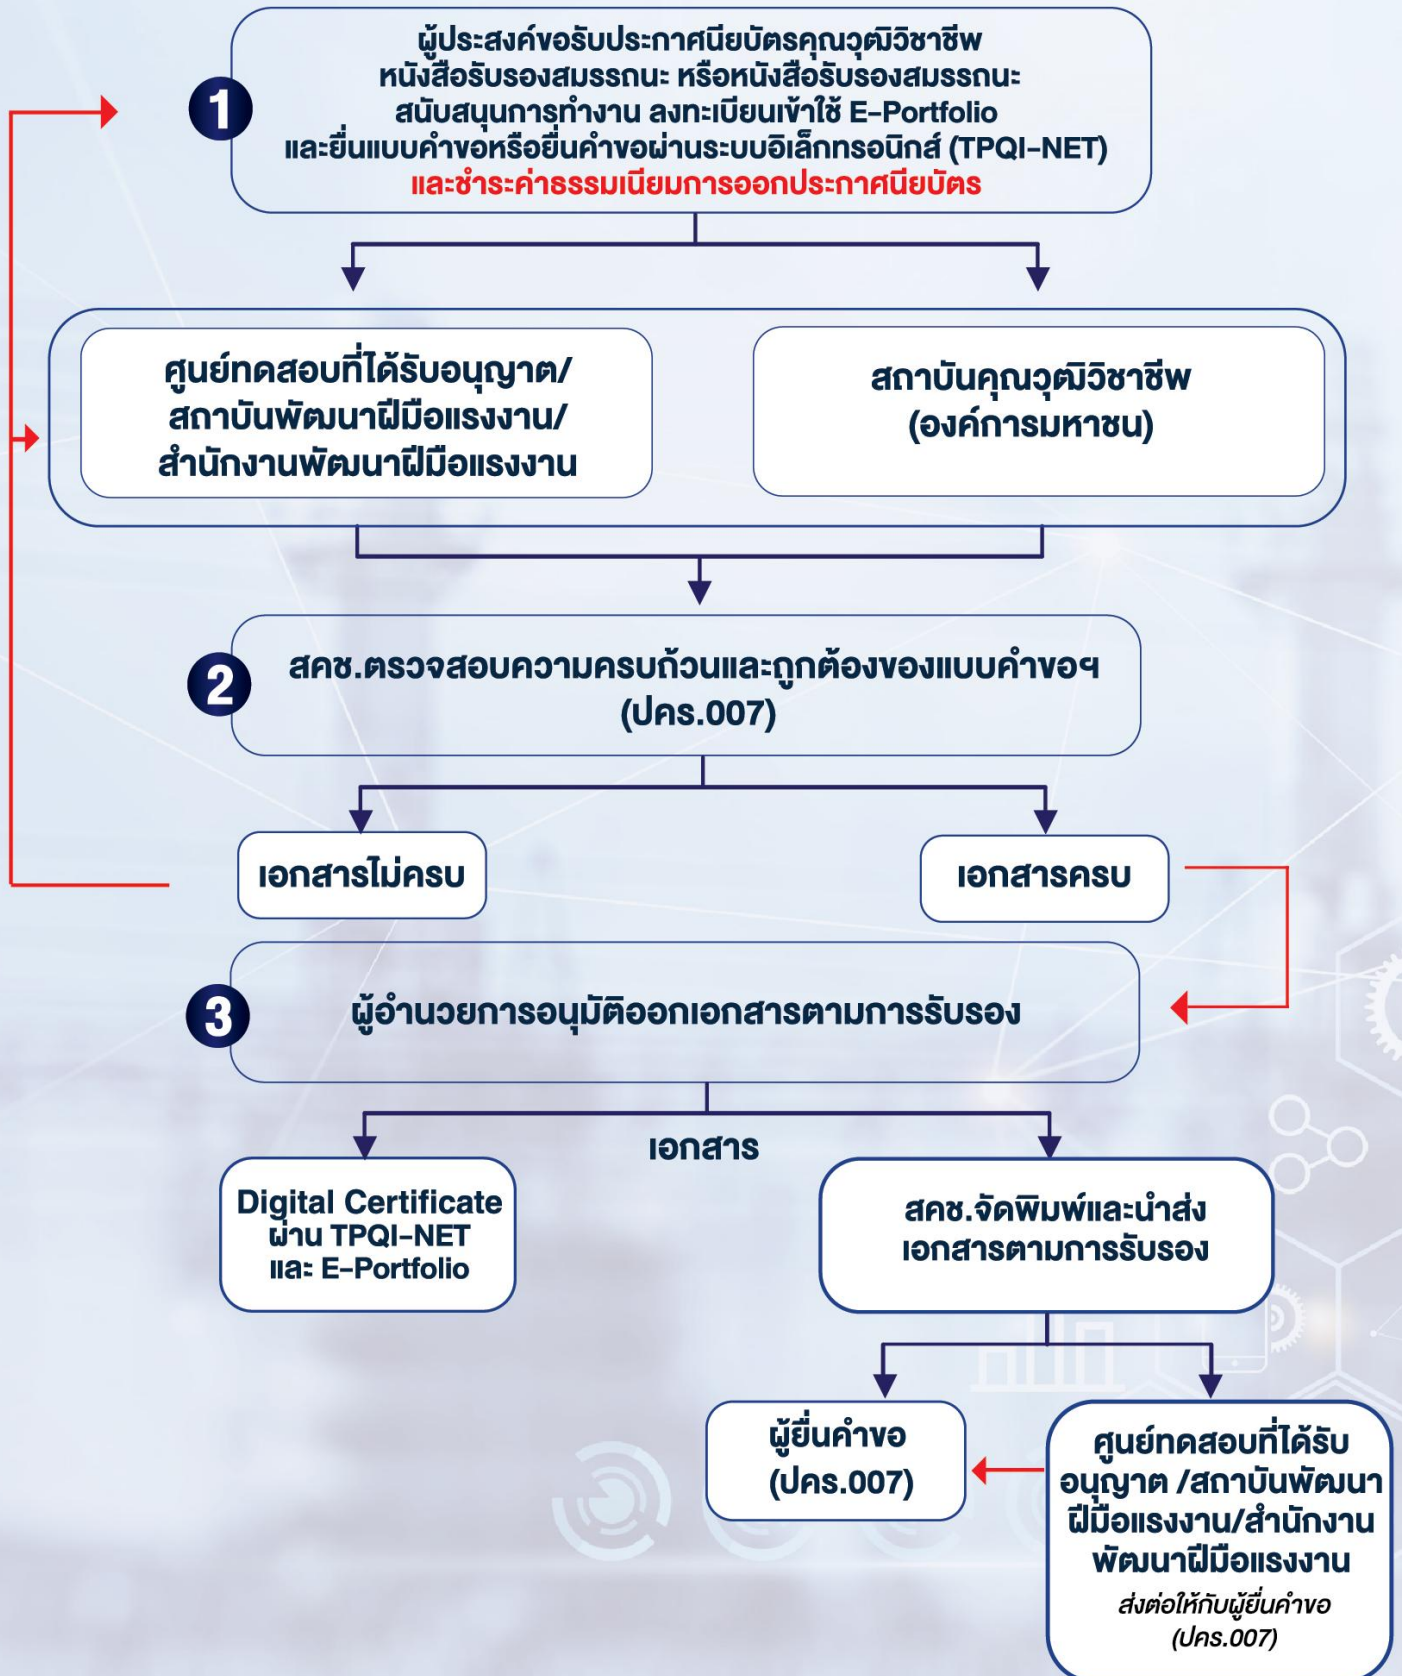 1
ผู้ประสงค์ขอรับประกาศนียบัตรคุณวุฒิวิชาชีพ
หนังสือรับรองสมรรถนะ หรือหนังสือรับรองสมรรถนะ
สนับสนุนการทำงาน ลงทะเบียนเข้าใช้ E-Portfolio
และยื่นแบบคำขอหรือยื่นคำขอผ่านระบบอิเล็กทรอนิกส์ (TPQI-NET)
และชำระค่าธรรมเนียมการออกประกาศนียบัตร
ศูนย์ทดสอบที่ได้รับอนุญาต/
สถาบันพัฒนาฝีมือแรงงาน/
สำนักงานพัฒนาฝีมือแรงงาน
สถาบันคุณวุฒิวิชาชีพ
(องค์การมหาชน)
2
สคช.ตรวจสอบความครบถ้วนและถูกต้องของแบบคำขอฯ
(ปคร.007)
เอกสารไม่ครบ
เอกสารครบ
3
ผู้อำนวยการอนุมัติออกเอกสารตามการรับรอง
เอกสาร
Digital Certificate
ผ่าน TPQI-NET
และ E-Portfolio
สคช.จัดพิมพ์และนำส่ง
เอกสารตามการรับรอง
ผู้ยื่นคำขอ
(ปคร.007)
ศูนย์ทดสอบที่ได้รับ
อนุญาต /สถาบันพัฒนา
ฝีมือแรงงาน/สำนักงาน
พัฒนาฝีมือแรงงาน
ส่งต่อให้กับผู้ยื่นคำขอ
(ปคร.007)